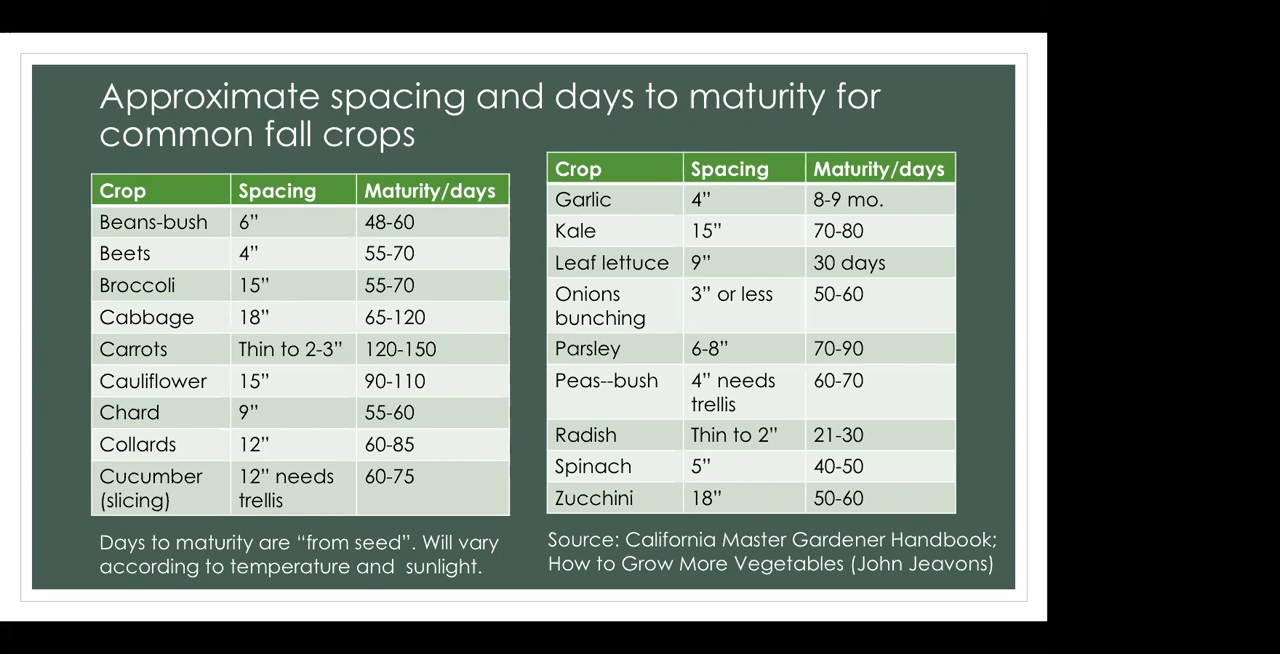 Approximate spacing and days to maturity for
common fall crops
Crop Spacing Maturity/days
Beans-bush 6” 48-60
Beets 4” 55-70
Broccoli 15” 55-70
Cabbage 18” 65-120
Carrots Thin to 2-3” 120-150
Cauliflower 15” 90-110
Chard 9” 55-60
Collards 12” 60-85
Cucumber 12” needs 60-75
(slicing) trellis
Days to maturity are “from seed”. Will vary
according to temperature and sunlight.
Crop Spacing Maturity/days
Garlic 4” 8-9 mo.
Kale 15” 70-80
Leaf lettuce 9” 30 days
Onions 3” or less 50-60
bunching
Parsley 6-8” 70-90
Peas--bush 4” needs 60-70
trellis
Radish Thin to 2” 21-30
Spinach 5” 40-50
Zucchini 18” 50-60
Source: California Master Gardener Handbook;
How to Grow More Vegetables (John Jeavons)